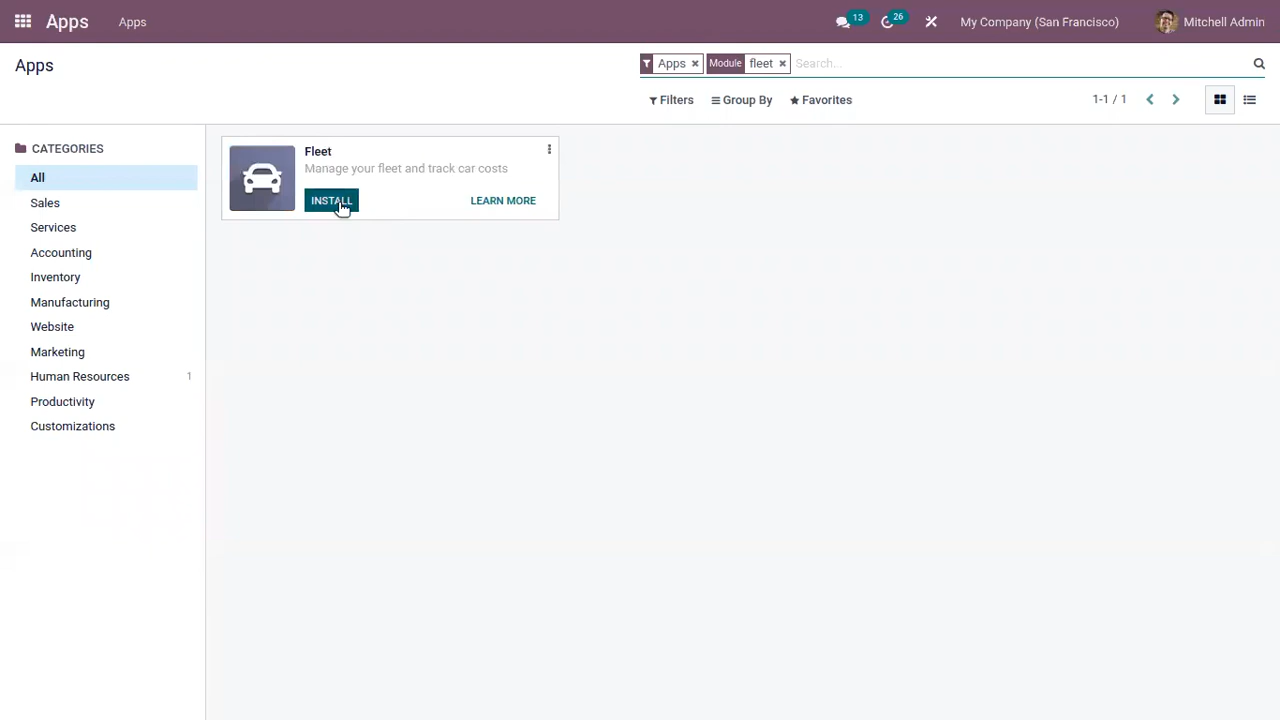 Apps Apps 13 26 My Company (San Francisco) Mitchell Admin
Apps
Apps × Module fleet × Search...
Filters Group By Favorites 1-1 / 1
CATEGORIES
All
Sales
Services
Accounting
Inventory
Manufacturing
Website
Marketing
Human Resources 1
Productivity
Customizations
Fleet
Manage your fleet and track car costs
INSTALL LEARN MORE